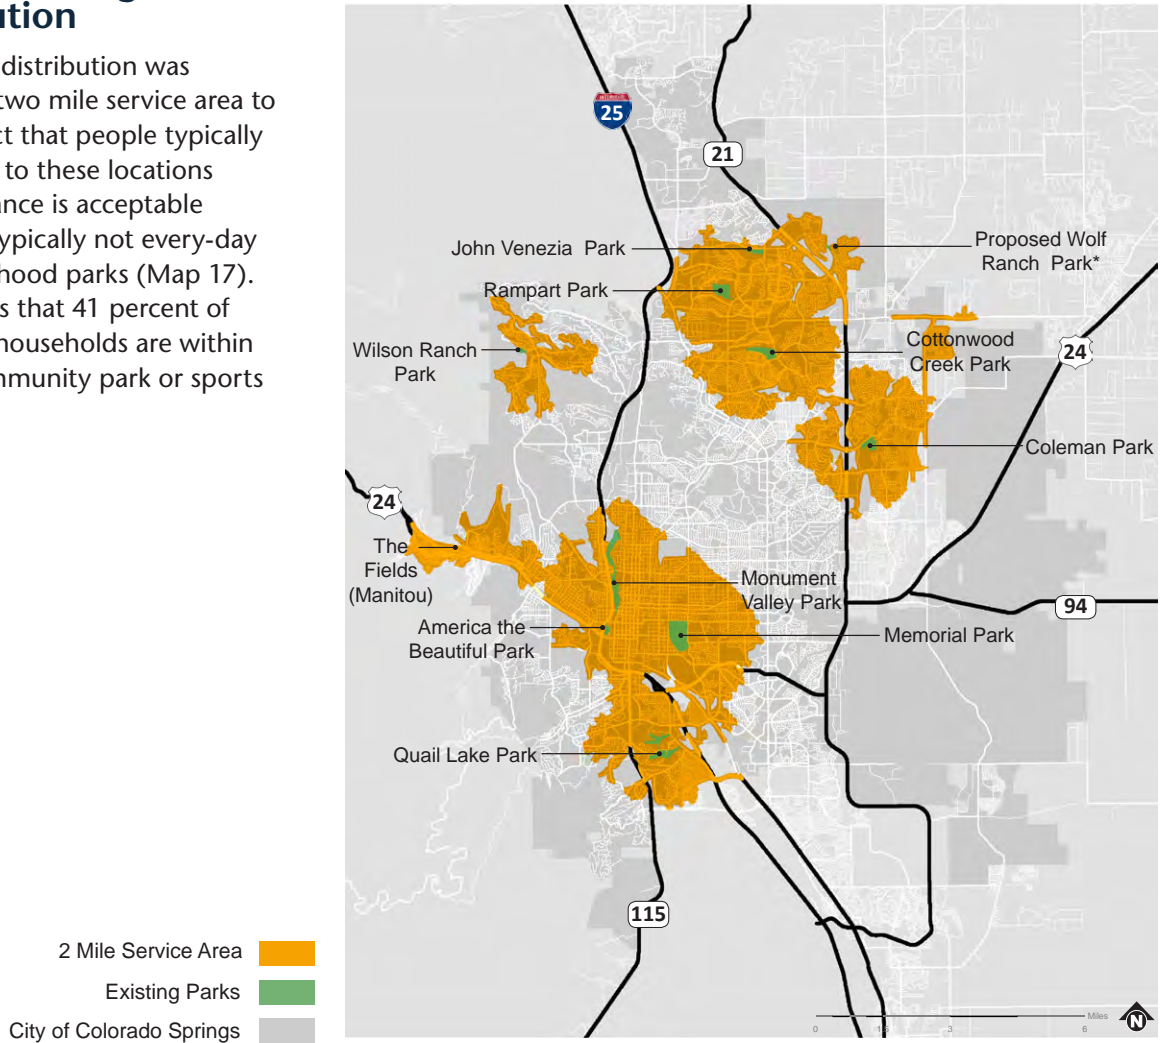 ution
distribution was
two mile service area to
ct that people typically
to these locations
ance is acceptable
ypically not every-day
hood parks (Map 17).
s that 41 percent of
households are within
mmunity park or sports
25
21
John Venezia Park
Proposed Wolf
Ranch Park*
Rampart Park
Wilson Ranch
Park
Cottonwood
Creek Park
24
Coleman Park
24
The
Fields
(Manitou)
Monument
Valley Park
94
America the
Beautiful Park
Memorial Park
Quail Lake Park
115
2 Mile Service Area
Existing Parks
City of Colorado Springs
Miles
0 1.5 3 6
N